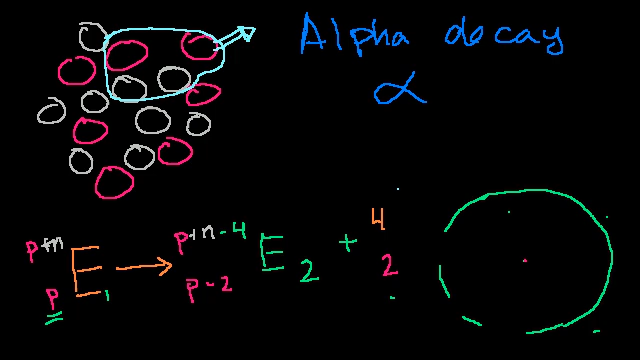 Alpha decay
α
p+n E1 → p+n-4 E2 + 4
p p-2 2